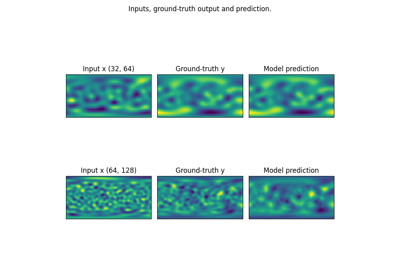 Inputs, ground-truth output and prediction.
Input x (32, 64)
Ground-truth y
Model prediction
Input x (64, 128)
Ground-truth y
Model prediction